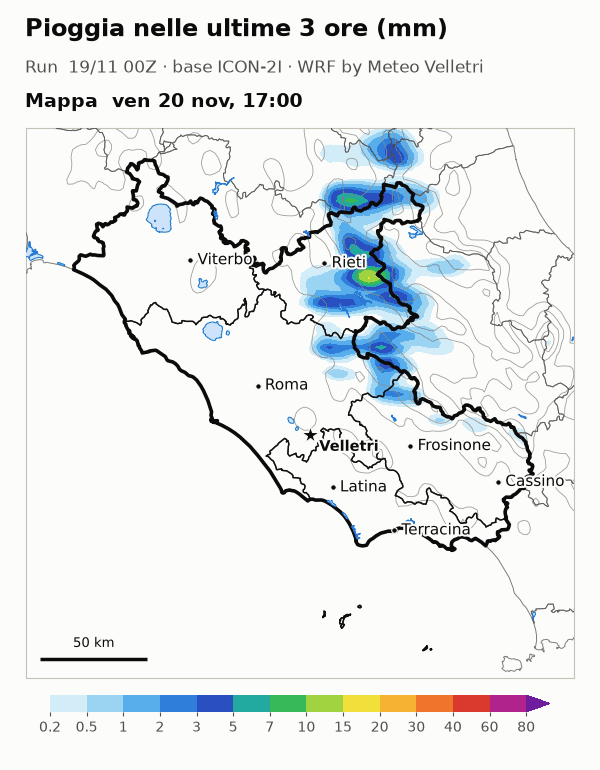 Pioggia nelle ultime 3 ore (mm)
Run  19/11 00Z · base ICON-2I · WRF by Meteo Velletri
Mappa  ven 20 nov, 17:00
Viterbo
Rieti
Roma
Velletri
Frosinone
Latina
Cassino
Terracina
50 km
0.2 0.5 1 2 3 5 7 10 15 20 30 40 60 80